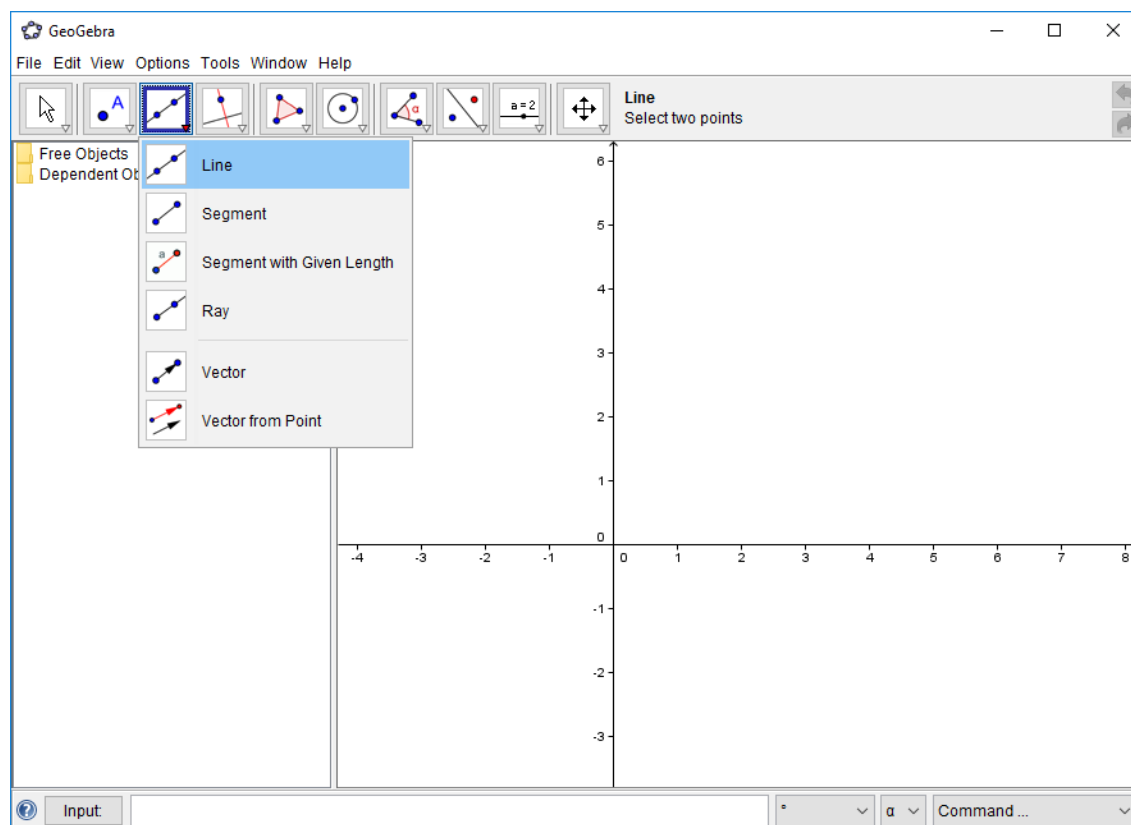 GeoGebra
File Edit View Options Tools Window Help
A
α
a = 2
Line
Select two points
Free Objects
Dependent Ob
Line
Segment
a
Segment with Given Length
Ray
Vector
Vector from Point
6
5
4
3
2
1
0
-4 -3 -2 -1 0 1 2 3 4 5 6 7 8
-1
-2
-3
? Input: ° α Command ...